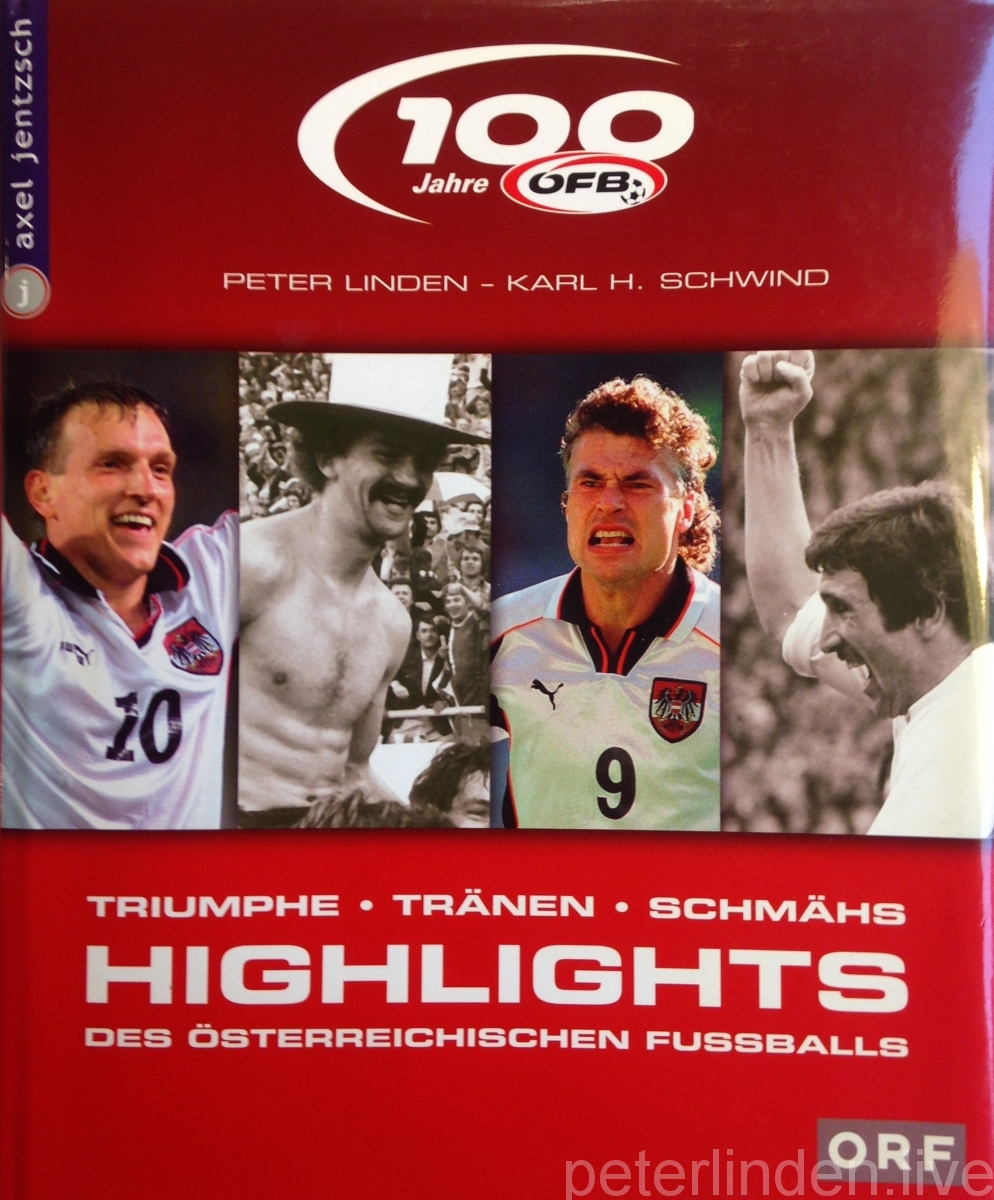 axel jentzsch
j
100
Jahre ÖFB
PETER LINDEN – KARL H. SCHWIND
10
9
TRIUMPHE • TRÄNEN • SCHMÄHS
HIGHLIGHTS
DES ÖSTERREICHISCHEN FUSSBALLS
ORF
peterlinden.live